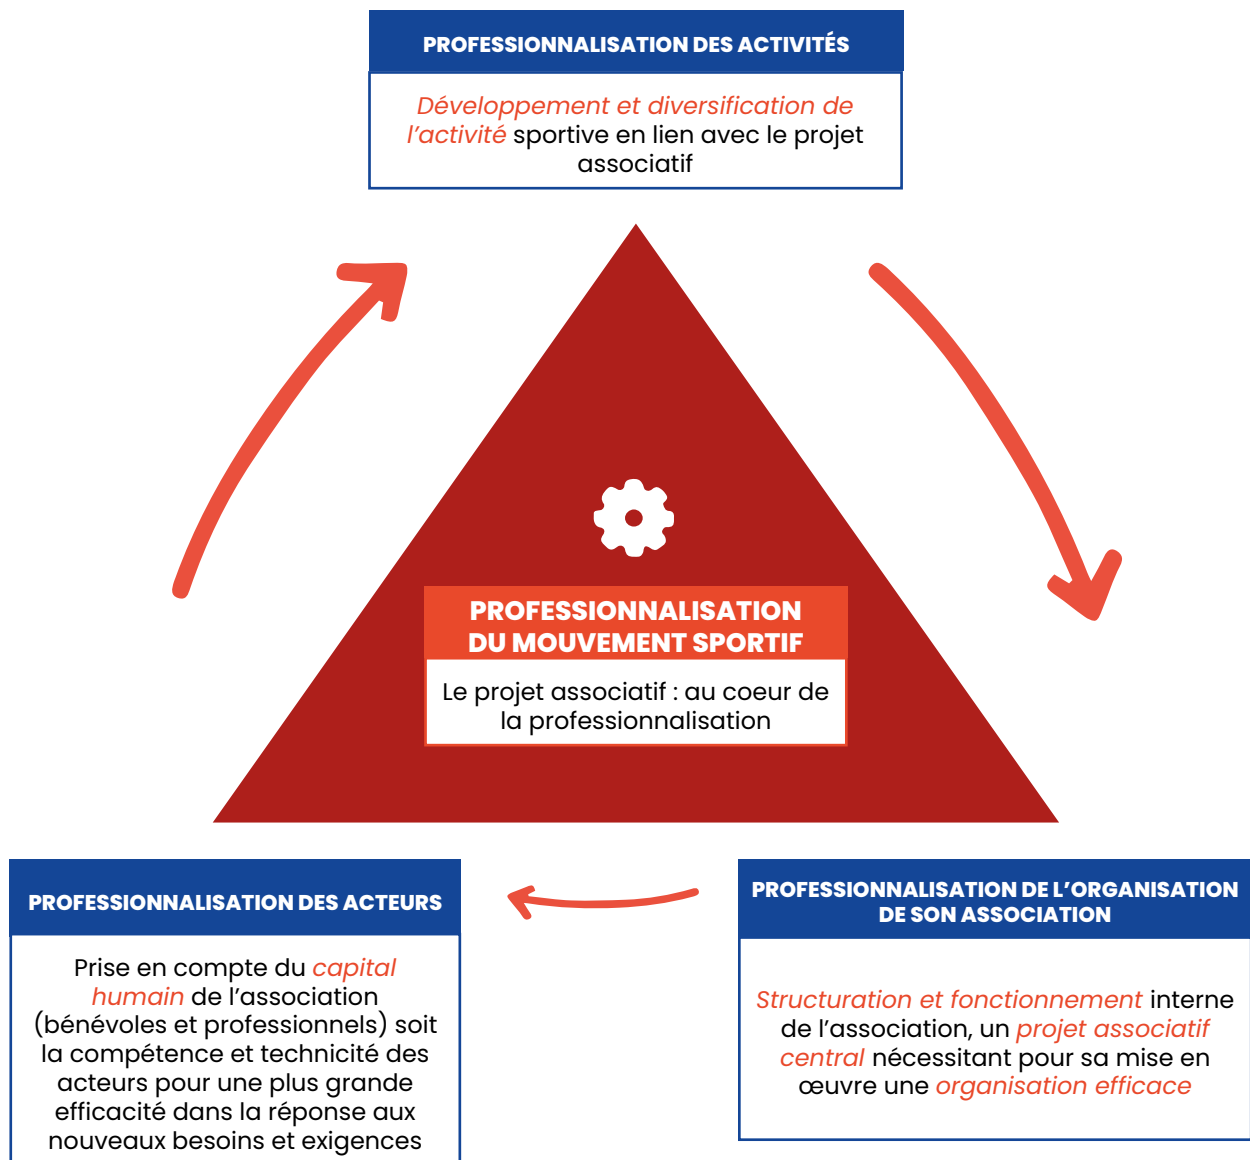 PROFESSIONNALISATION DES ACTIVITÉS
Développement et diversification de
l’activité sportive en lien avec le projet
associatif
PROFESSIONNALISATION
DU MOUVEMENT SPORTIF
Le projet associatif : au coeur de
la professionnalisation
PROFESSIONNALISATION DES ACTEURS
Prise en compte du capital
humain de l’association
(bénévoles et professionnels) soit
la compétence et technicité des
acteurs pour une plus grande
efficacité dans la réponse aux
nouveaux besoins et exigences
PROFESSIONNALISATION DE L’ORGANISATION
DE SON ASSOCIATION
Structuration et fonctionnement interne
de l’association, un projet associatif
central nécessitant pour sa mise en
œuvre une organisation efficace